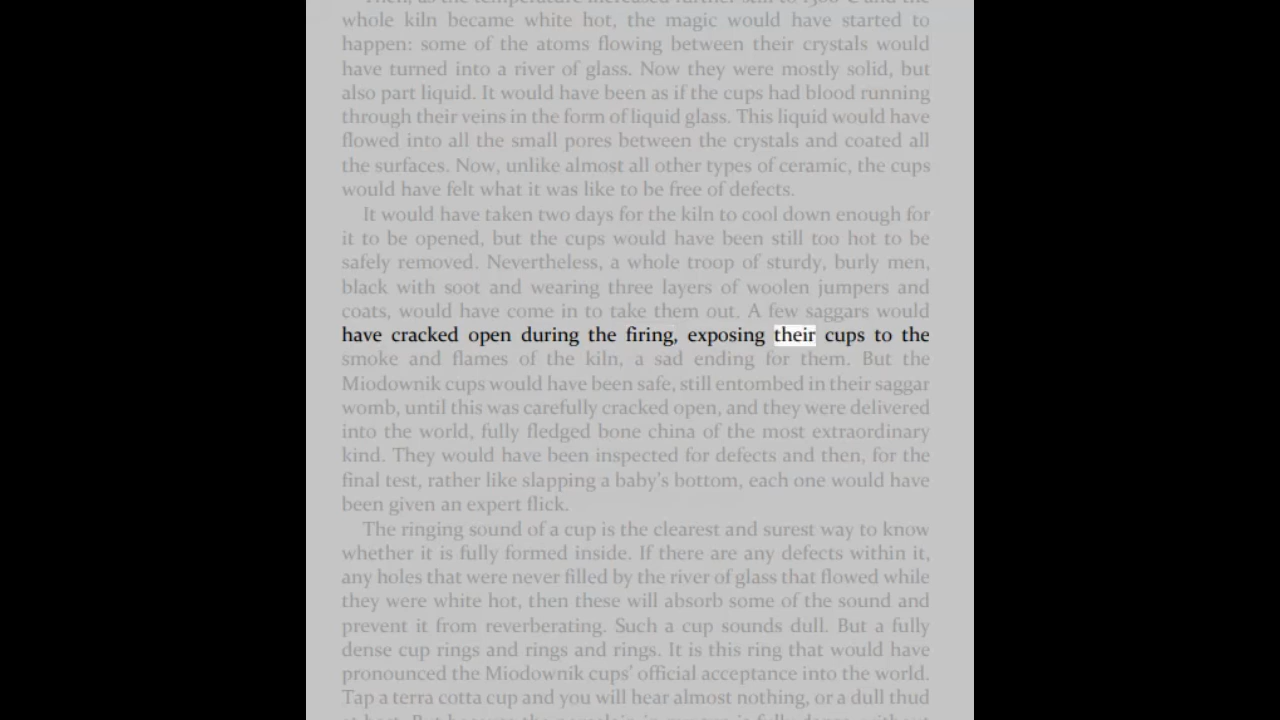 whole kiln became white hot, the magic would have started to
happen: some of the atoms flowing between their crystals would
have turned into a river of glass. Now they were mostly solid, but
also part liquid. It would have been as if the cups had blood running
through their veins in the form of liquid glass. This liquid would have
flowed into all the small pores between the crystals and coated all
the surfaces. Now, unlike almost all other types of ceramic, the cups
would have felt what it was like to be free of defects.
It would have taken two days for the kiln to cool down enough for
it to be opened, but the cups would have been still too hot to be
safely removed. Nevertheless, a whole troop of sturdy, burly men,
black with soot and wearing three layers of woolen jumpers and
coats, would have come in to take them out. A few saggars would
have cracked open during the firing, exposing their cups to the
smoke and flames of the kiln, a sad ending for them. But the
Miodownik cups would have been safe, still entombed in their saggar
womb, until this was carefully cracked open, and they were delivered
into the world, fully fledged bone china of the most extraordinary
kind. They would have been inspected for defects and then, for the
final test, rather like slapping a baby's bottom, each one would have
been given an expert flick.
The ringing sound of a cup is the clearest and surest way to know
whether it is fully formed inside. If there are any defects within it,
any holes that were never filled by the river of glass that flowed while
they were white hot, then these will absorb some of the sound and
prevent it from reverberating. Such a cup sounds dull. But a fully
dense cup rings and rings and rings. It is this ring that would have
pronounced the Miodownik cups' official acceptance into the world.
Tap a terra cotta cup and you will hear almost nothing, or a dull thud